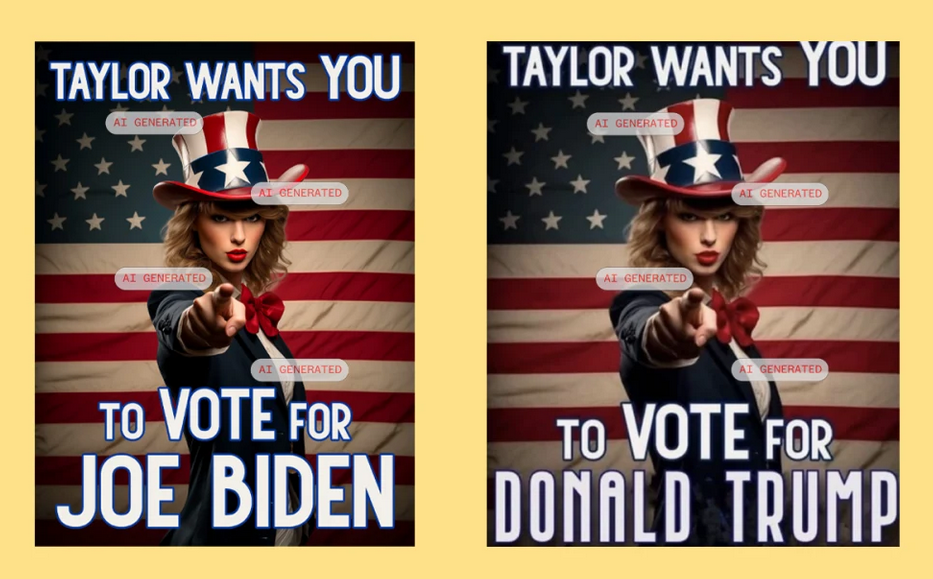 TAYLOR WANTS YOU
AI GENERATED
AI GENERATED
AI GENERATED
AI GENERATED
TO VOTE FOR
JOE BIDEN
TAYLOR WANTS YOU
AI GENERATED
AI GENERATED
AI GENERATED
AI GENERATED
TO VOTE FOR
DONALD TRUMP